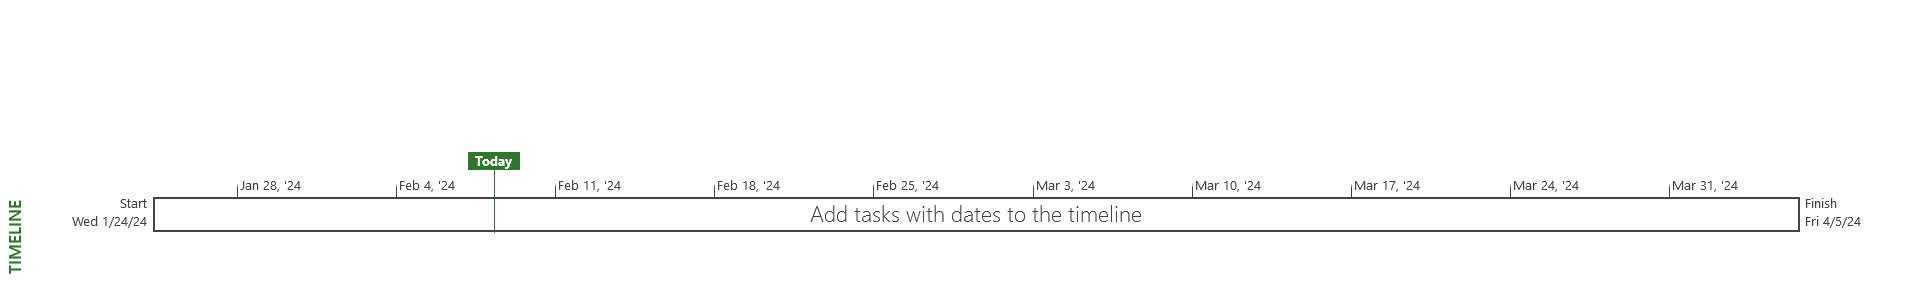 Today
Jan 28, '24 Feb 4, '24 Feb 11, '24 Feb 18, '24 Feb 25, '24 Mar 3, '24 Mar 10, '24 Mar 17, '24 Mar 24, '24 Mar 31, '24
TIMELINE
Start
Wed 1/24/24
Add tasks with dates to the timeline
Finish
Fri 4/5/24